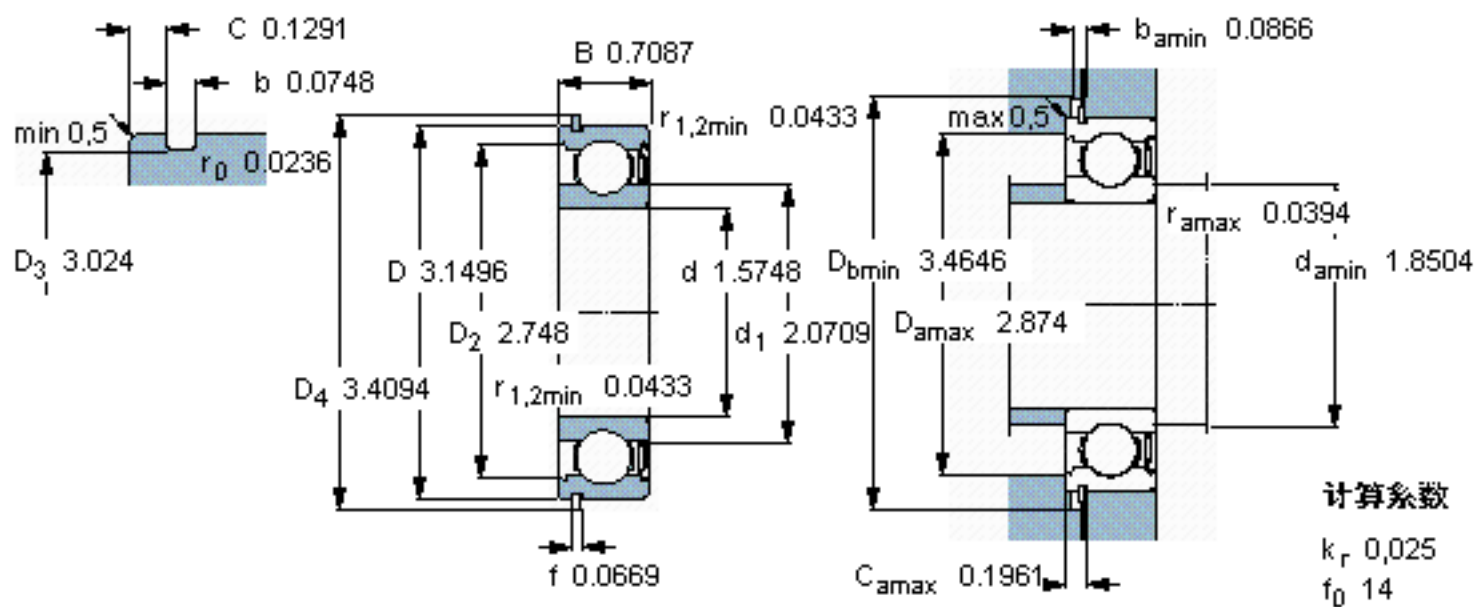 C 0.1291
b 0.0748
min 0,5
r0 0.0236
D3 3.024
B 0.7087
r1,2min 0.0433
D 3.1496
d 1.5748
D2 2.748
d1 2.0709
D4 3.4094
r1,2min 0.0433
f 0.0669
bamin 0.0866
max 0,5
ramax 0.0394
Dbmin 3.4646
damin 1.8504
Damax 2.874
Camax 0.1961
计算系数
kr 0,025
f0 14